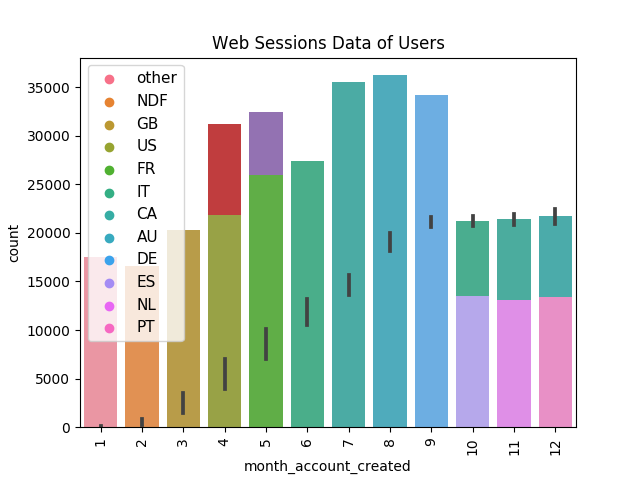 Web Sessions Data of Users
count
35000
30000
25000
20000
15000
10000
5000
0
other
NDF
GB
US
FR
IT
CA
AU
DE
ES
NL
PT
1 2 3 4 5 6 7 8 9 10 11 12
month_account_created